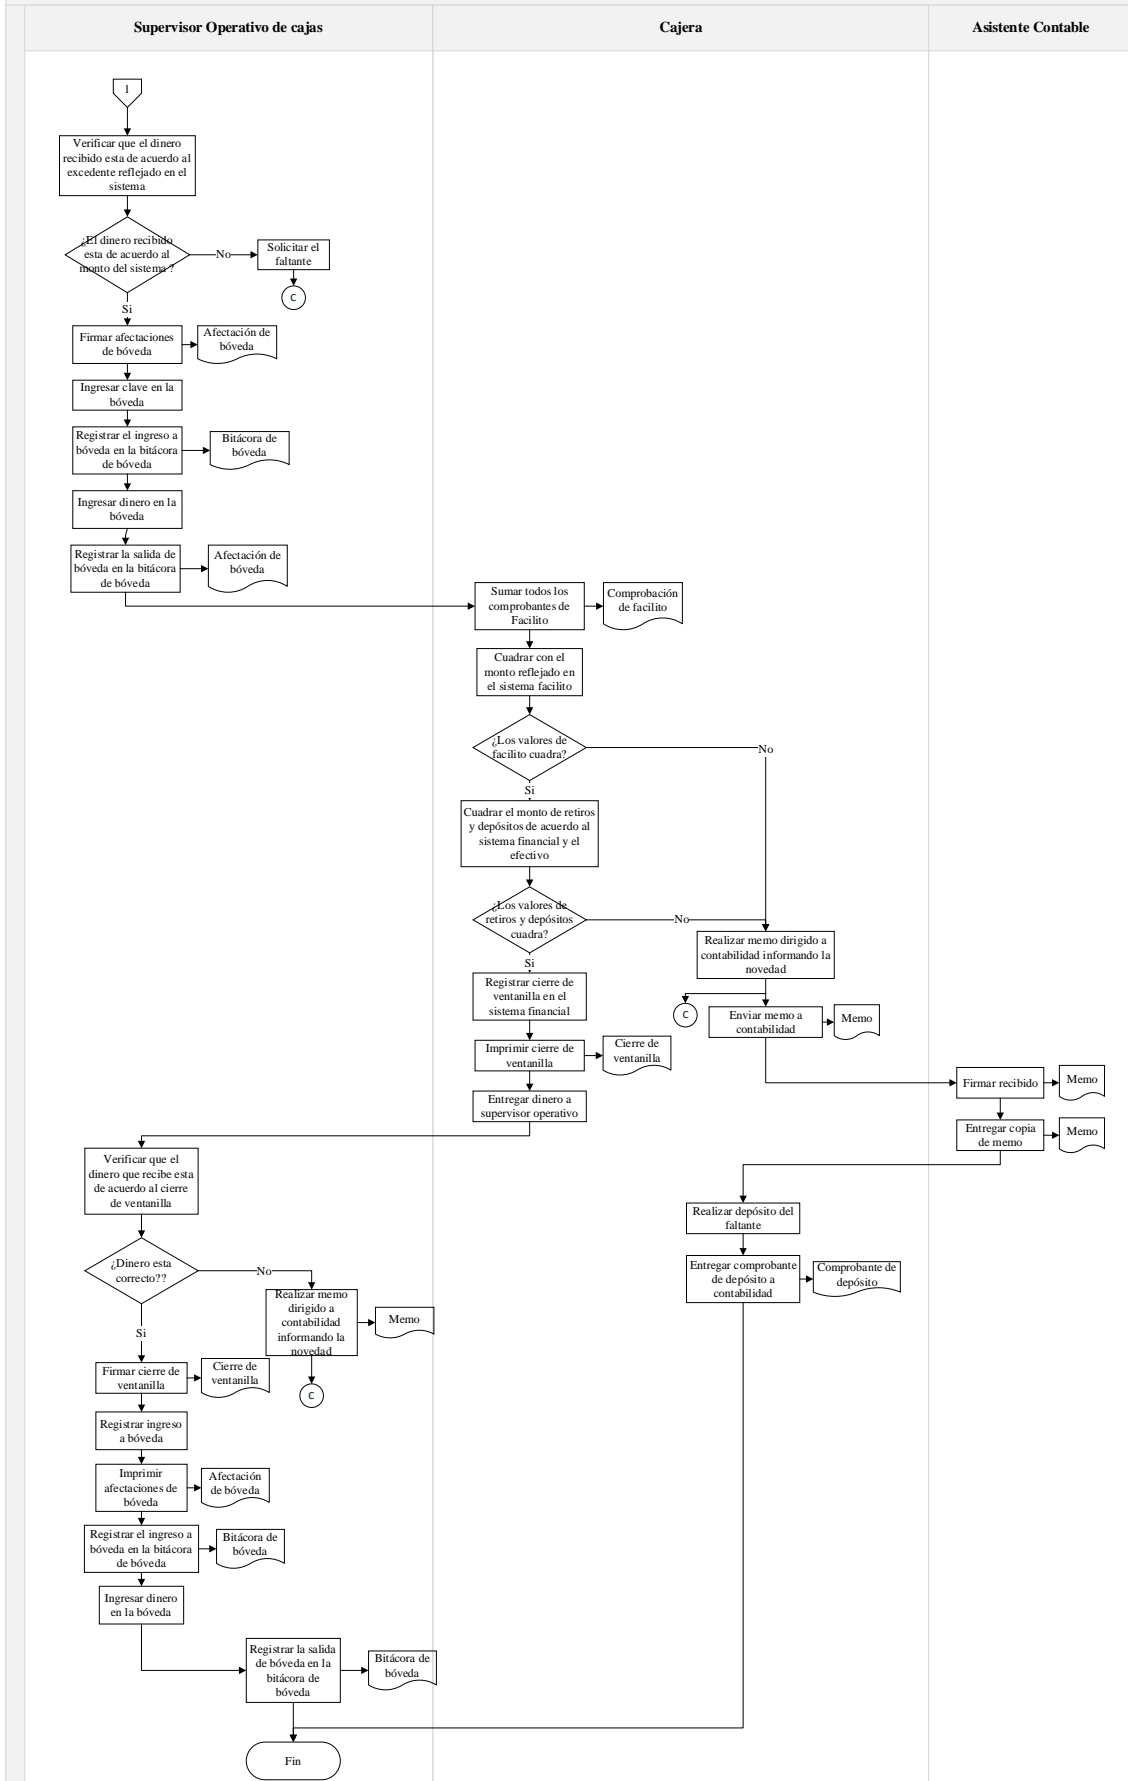 Supervisor Operativo de cajas
Cajera
Asistente Contable
1
Verificar que el dinero
recibido esta de acuerdo al
excedente reflejado en el
sistema
¿El dinero recibido
esta de acuerdo al
monto del sistema ?
No
Solicitar el
faltante
C
Si
Firmar afectaciones
de bóveda
Afectación de
bóveda
Ingresar clave en la
bóveda
Registrar el ingreso a
bóveda en la bitácora
de bóveda
Bitácora de
bóveda
Ingresar dinero en la
bóveda
Registrar la salida de
bóveda en la bitácora
de bóveda
Afectación de
bóveda
Sumar todos los
comprobantes de
Facilito
Comprobación
de facilito
Cuadrar con el
monto reflejado en
el sistema facilito
¿Los valores de
facilito cuadra?
No
Si
Cuadrar el monto de retiros
y depósitos de acuerdo al
sistema financial y el
efectivo
¿Los valores de
retiros y depósitos
cuadra?
No
Realizar memo dirigido a
contabilidad informando la
novedad
Si
Registrar cierre de
ventanilla en el
sistema financial
C
Enviar memo a
contabilidad
Memo
Imprimir cierre de
ventanilla
Cierre de
ventanilla
Firmar recibido
Memo
Entregar dinero a
supervisor operativo
Entregar copia
de memo
Memo
Verificar que el
dinero que recibe esta
de acuerdo al cierre
de ventanilla
Realizar depósito del
faltante
¿Dinero esta
correcto??
No
Entregar comprobante
de depósito a
contabilidad
Comprobante de
depósito
Realizar memo
dirigido a
contabilidad
informando la
novedad
Memo
Si
C
Firmar cierre de
ventanilla
Cierre de
ventanilla
Registrar ingreso
a bóveda
Imprimir
afectaciones de
bóveda
Afectación
de bóveda
Registrar el ingreso a
bóveda en la bitácora
de bóveda
Bitácora de
bóveda
Ingresar dinero
en la bóveda
Registrar la salida
de bóveda en la
bitácora de
bóveda
Bitácora de
bóveda
Fin